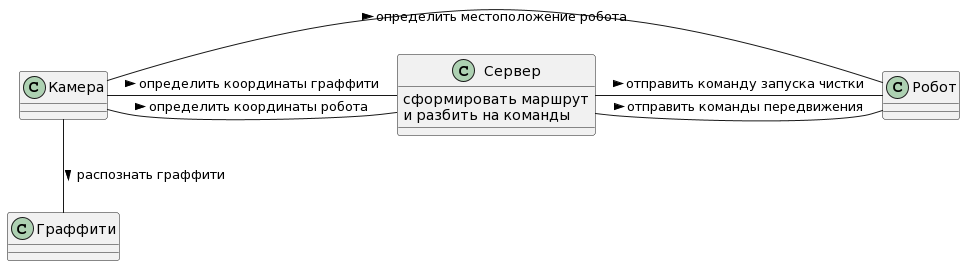 определить местоположение робота
C Камера
определить координаты граффити
определить координаты робота
C Сервер
сформировать маршрут
и разбить на команды
отправить команду запуска чистки
отправить команды передвижения
C Робот
распознать граффити
C Граффити